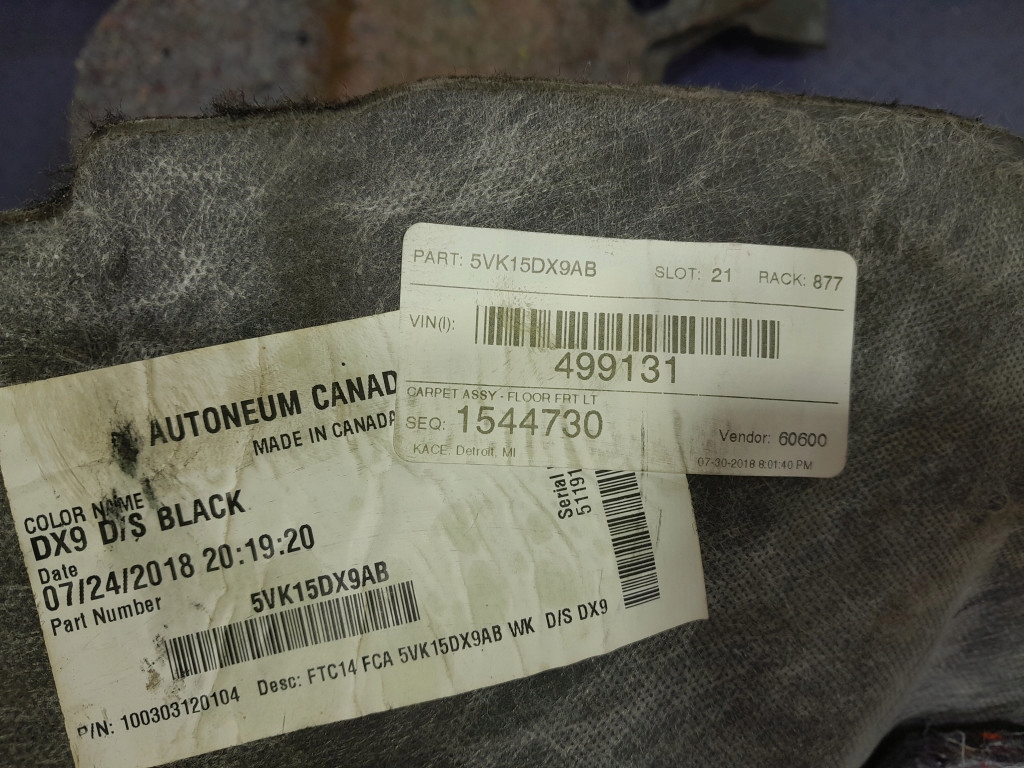 PART: 5VK15DX9AB SLOT: 21 RACK: 877
VIN(I):
499131
CARPET ASSY - FLOOR FRT LT
SEQ: 1544730 Vendor: 60600
KACE, Detroit, MI 07-30-2018 8:01:40 PM
AUTONEUM CANAD
MADE IN CANADA
COLOR NAME
DX9 D/S BLACK
Date
07/24/2018 20:19:20
Part Number
5VK15DX9AB
Serial
51191
P/N: 100303120104 Desc: FTC14 FCA 5VK15DX9AB WK D/S DX9